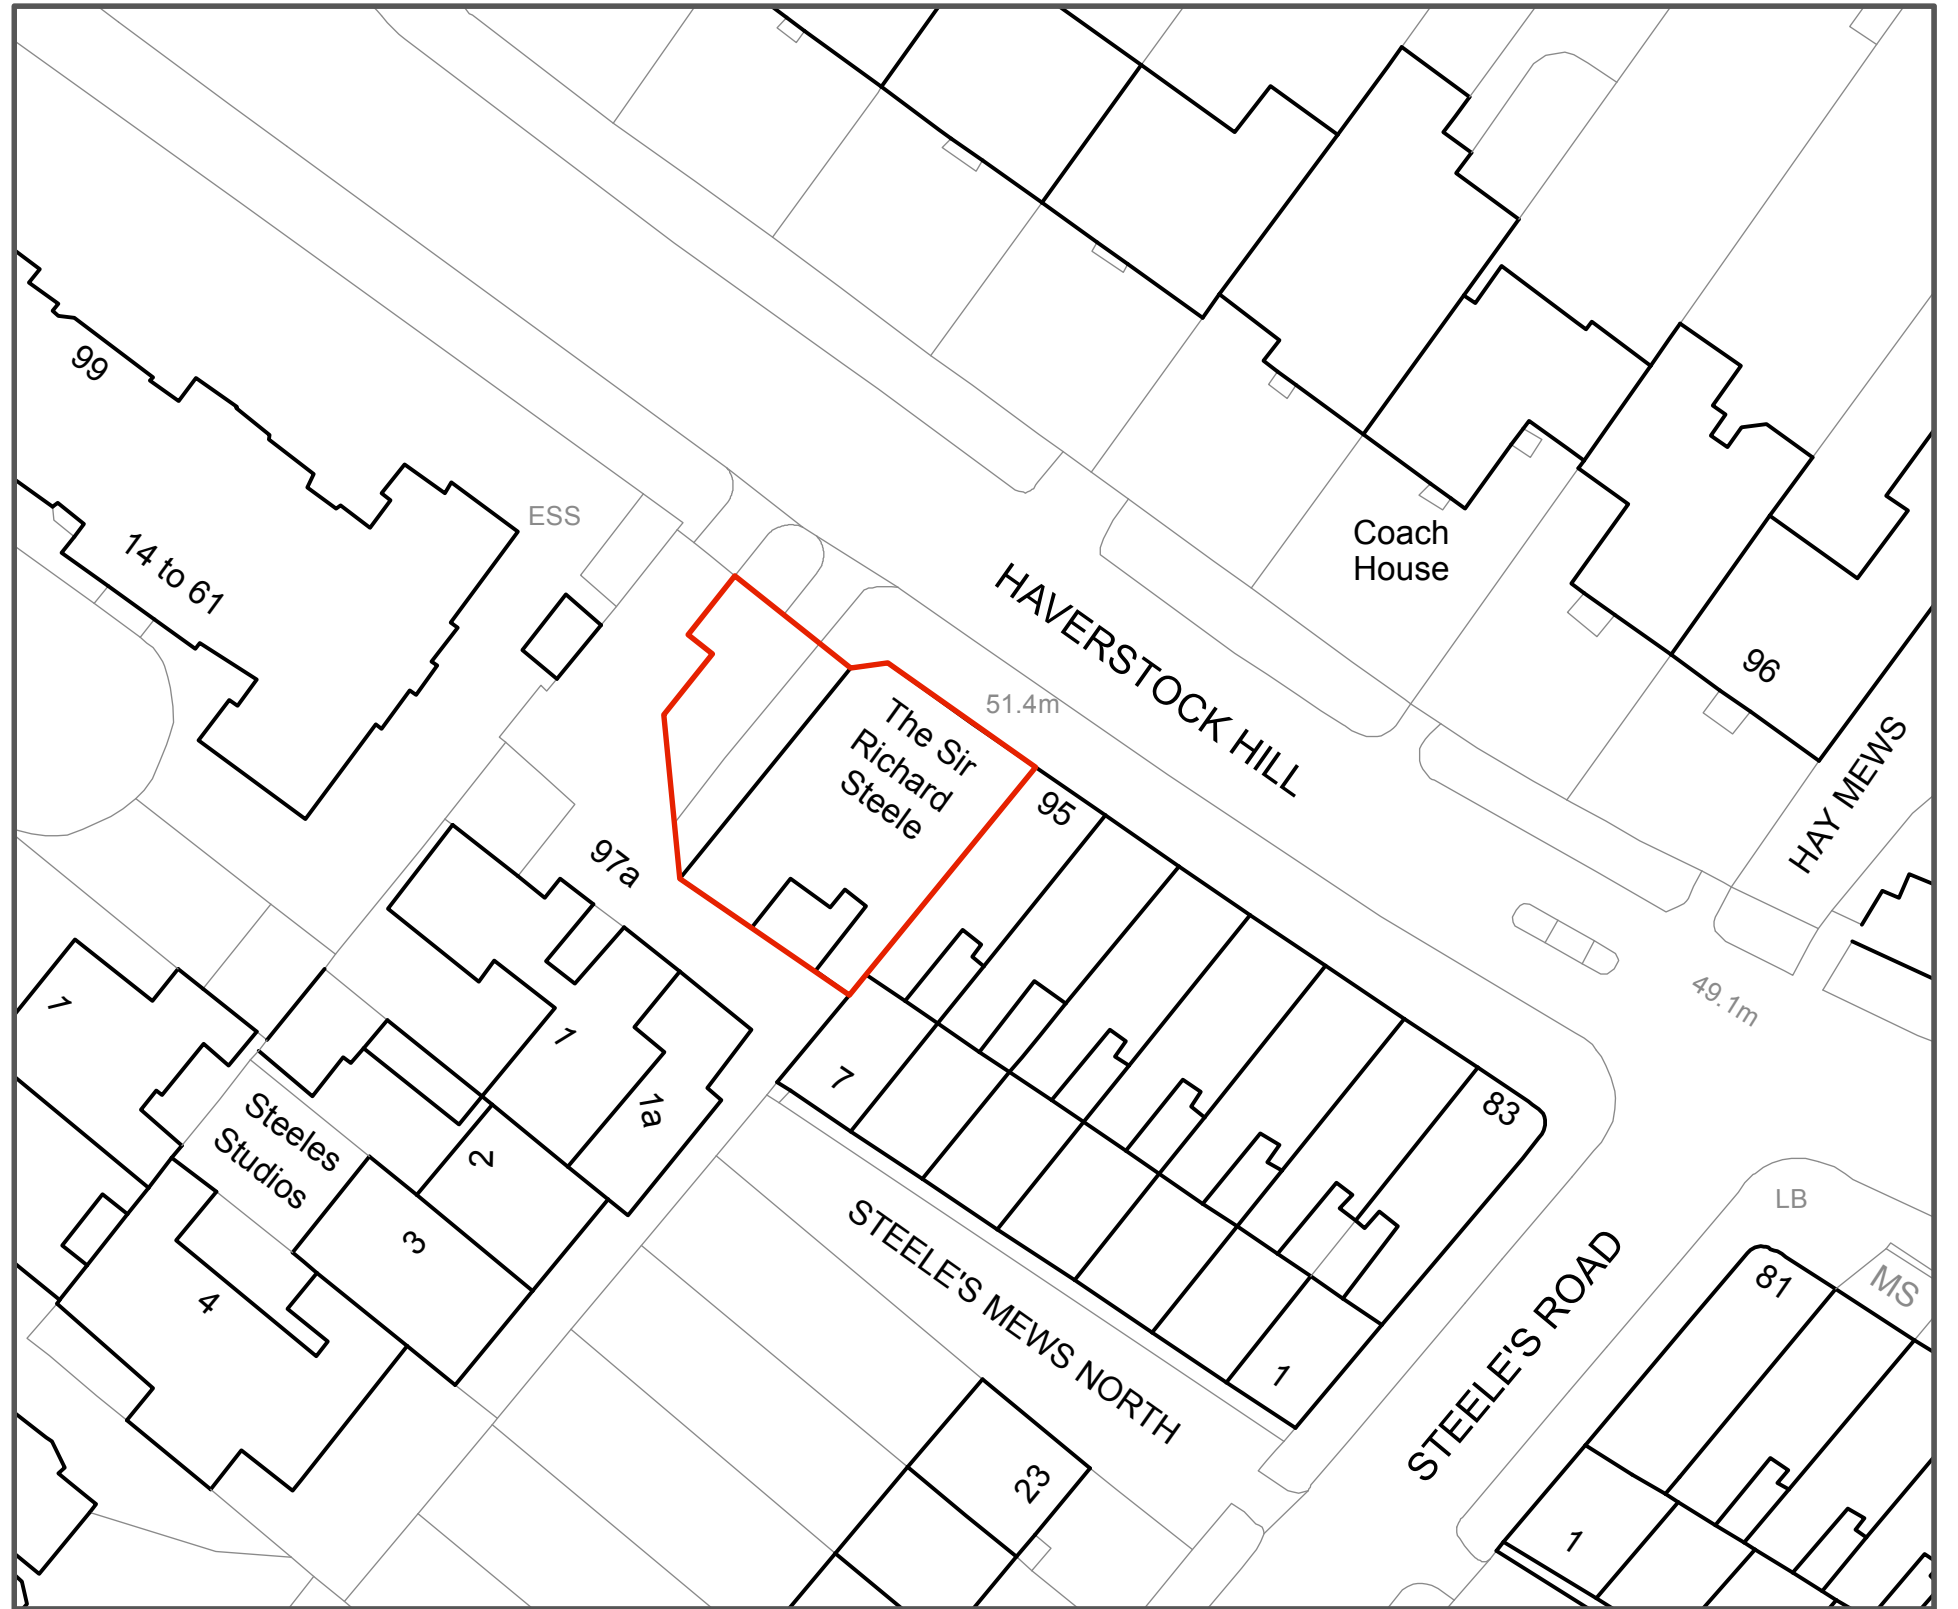 99
ESS
14 to 61
Coach
House
HAVERSTOCK HILL
96
51.4m
The Sir
Richard
Steele
95
HAY MEWS
97a
49.1m
7
1
7
1a
83
Steeles
Studios
2
3
4
STEELE'S MEWS NORTH
STEELE'S ROAD
LB
81
MS
1
23
1